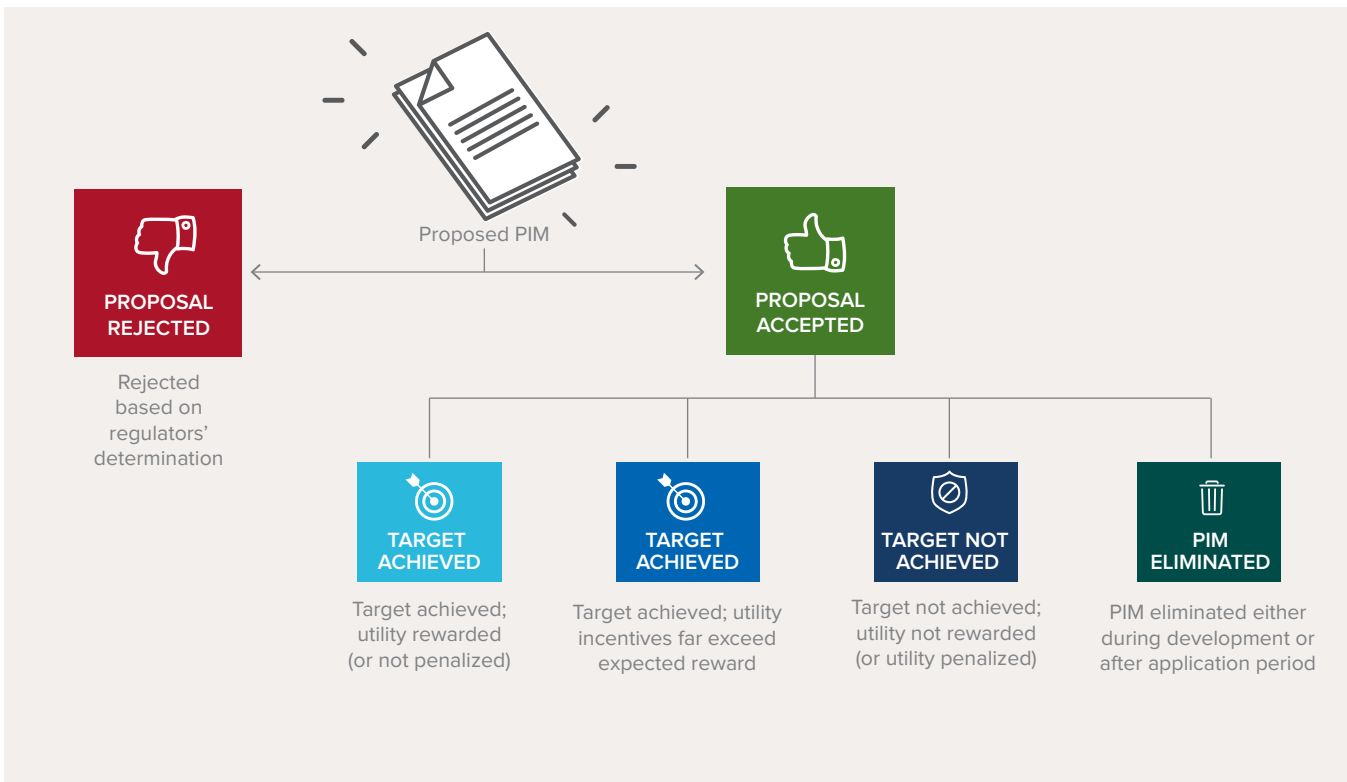 Proposed PIM
PROPOSAL
REJECTED
Rejected
based on
regulators’
determination
PROPOSAL
ACCEPTED
TARGET
ACHIEVED
Target achieved;
utility rewarded
(or not penalized)
TARGET
ACHIEVED
Target achieved; utility
incentives far exceed
expected reward
TARGET NOT
ACHIEVED
Target not achieved;
utility not rewarded
(or utility penalized)
PIM
ELIMINATED
PIM eliminated either
during development or
after application period